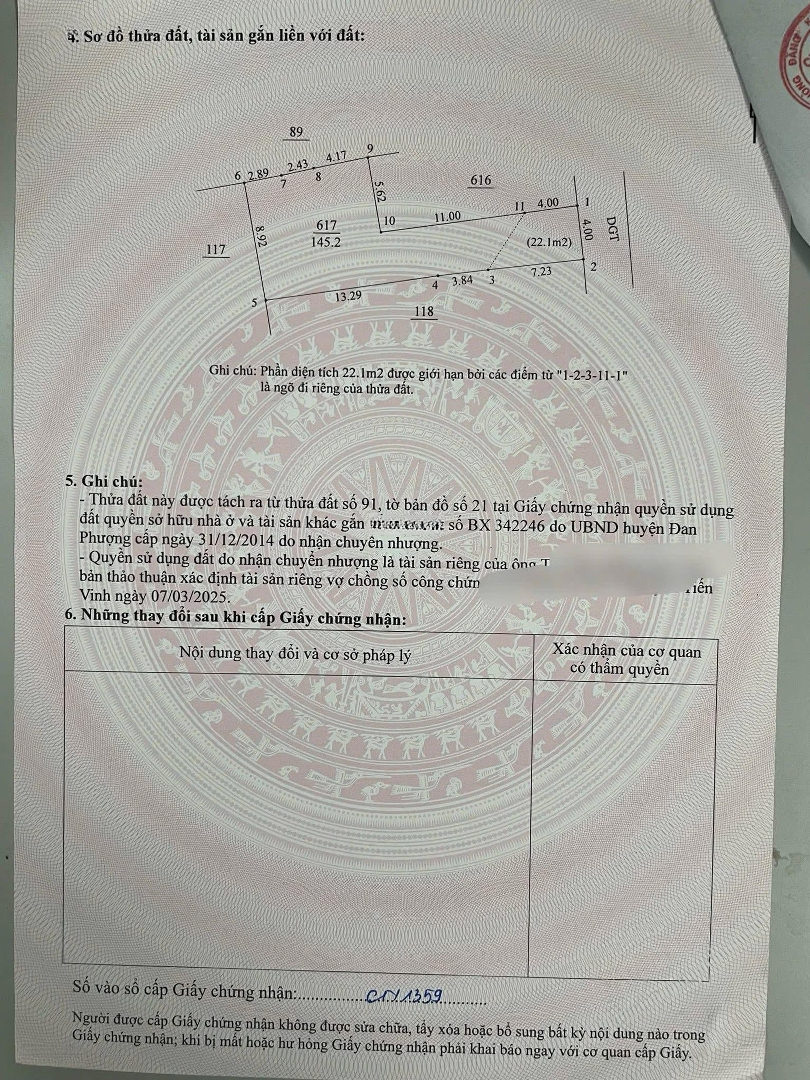 4. Sơ đồ thửa đất, tài sản gắn liền với đất:
89
6 2.89 7 2.43 8 4.17 9
616
5.62
10 11.00 11 4.00 1
8.92
617
145.2
117
(22.1m2)
4.00
DGT
5 13.29 4 3.84 3 7.23 2
118
Ghi chú: Phần diện tích 22.1m2 được giới hạn bởi các điểm từ "1-2-3-11-1"
là ngõ đi riêng của thửa đất.
5. Ghi chú:
- Thửa đất này được tách ra từ thửa đất số 91, tờ bản đồ số 21 tại Giấy chứng nhận quyền sử dụng
đất quyền sở hữu nhà ở và tài sản khác gắn số BX 342246 do UBND huyện Đan
Phượng cấp ngày 31/12/2014 do nhận chuyển nhượng.
- Quyền sử dụng đất do nhận chuyển nhượng là tài sản riêng của ông T
bản thảo thuận xác định tài sản riêng vợ chồng số công chứn
Vinh ngày 07/03/2025.
6. Những thay đổi sau khi cấp Giấy chứng nhận:
Nội dung thay đổi và cơ sở pháp lý
Xác nhận của cơ quan
có thẩm quyền
Số vào sổ cấp Giấy chứng nhận:.................. 1359............
Người được cấp Giấy chứng nhận không được sửa chữa, tẩy xóa hoặc bổ sung bất kỳ nội dung nào trong
Giấy chứng nhận; khi bị mất hoặc hư hỏng Giấy chứng nhận phải khai báo ngay với cơ quan cấp Giấy.